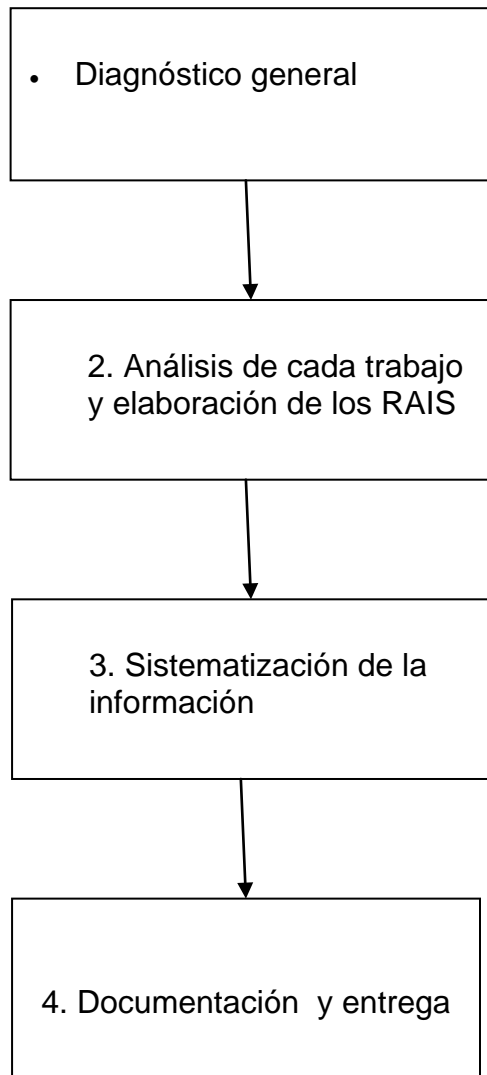 • Diagnóstico general
2. Análisis de cada trabajo
y elaboración de los RAIS
3. Sistematización de la
información
4. Documentación  y entrega